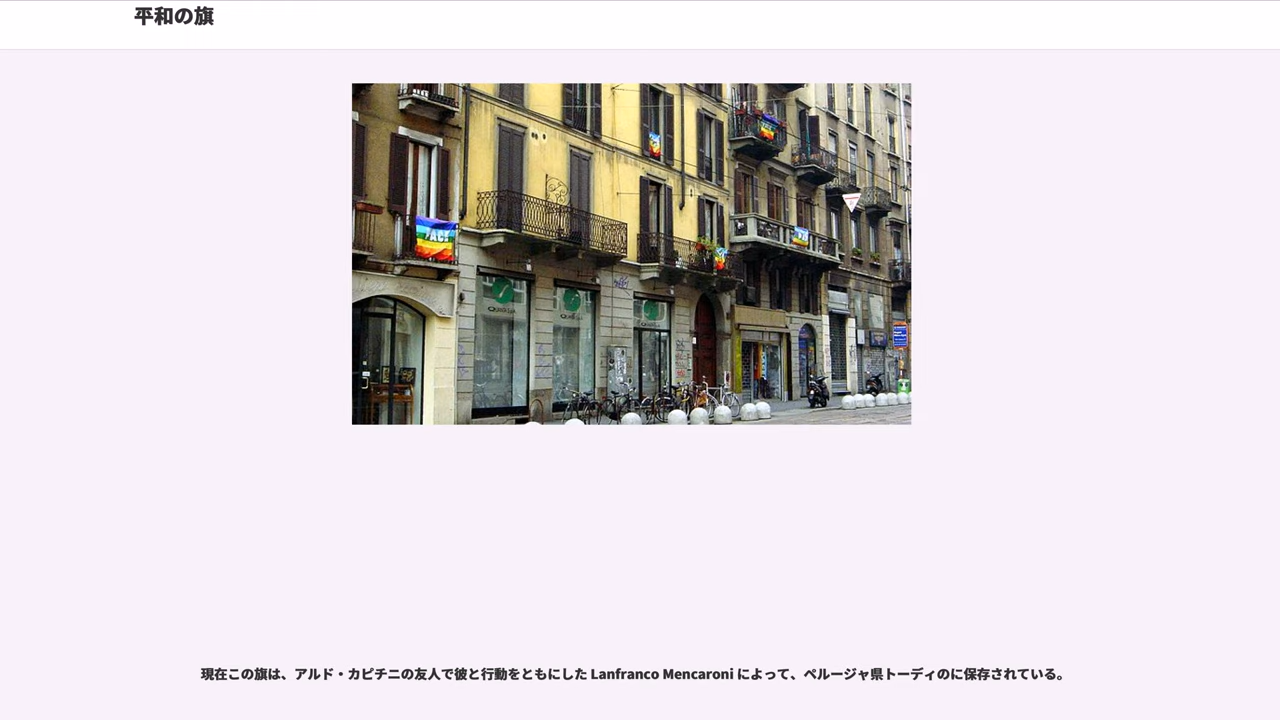 平和の旗
PACE
現在この旗は、アルド・カピチニの友人で彼と行動をともにした Lanfranco Mencaroni によって、ペルージャ県トーディのに保存されている。